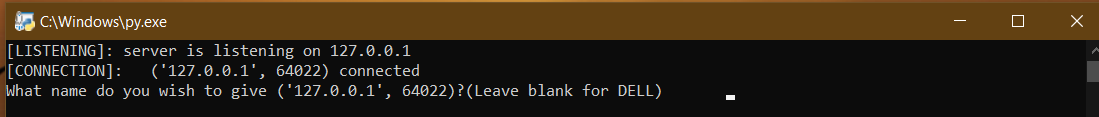 C:\Windows\py.exe
[LISTENING]: server is listening on 127.0.0.1
[CONNECTION]:   ('127.0.0.1', 64022) connected
What name do you wish to give ('127.0.0.1', 64022)?(Leave blank for DELL)